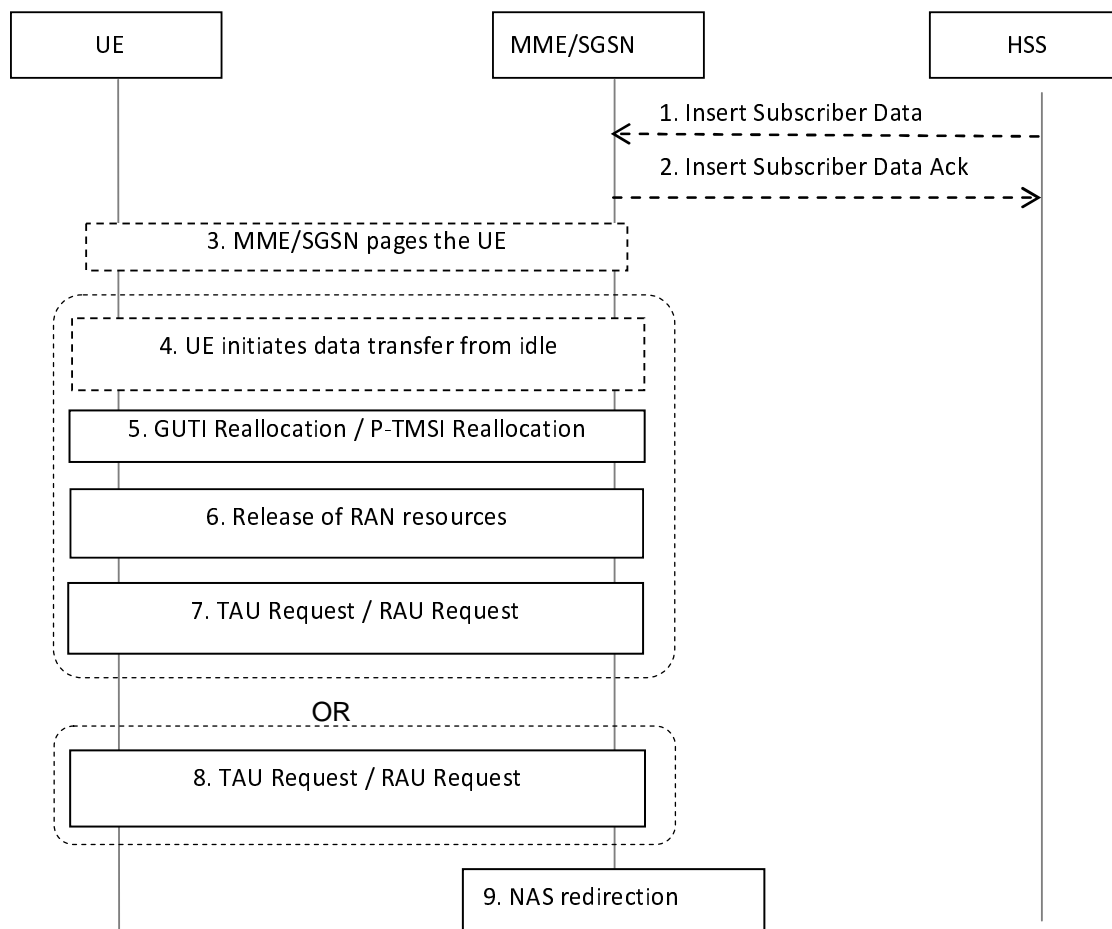 UE
MME/SGSN
HSS
1. Insert Subscriber Data
2. Insert Subscriber Data Ack
3. MME/SGSN pages the UE
4. UE initiates data transfer from idle
5. GUTI Reallocation / P-TMSI Reallocation
6. Release of RAN resources
7. TAU Request / RAU Request
OR
8. TAU Request / RAU Request
9. NAS redirection